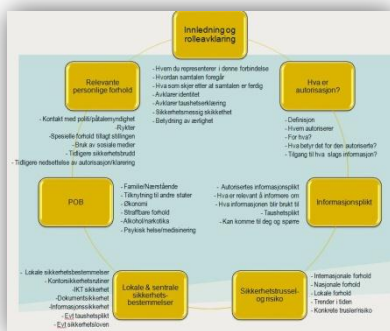 Innledning og
rolleavklaring
- Hvem du representerer i denne forbindelse
- Hvordan samtalen foregår
- Hva som skjer etter at samtalen er ferdig
- Avklarer identitet
- Avklarer taushetserklæring
- Sikkerhetsmessig skikkethet
- Betydning av ærlighet
Hva er
autorisasjon?
- Definisjon
- Hvem autoriserer
- For hva?
- Hva betyr det for den autoriserte?
- Tilgang til hva slags informasjon?
Informasjonsplikt
- Autorisertes informasjonsplikt
- Hva er relevant å informere om
- Hva informasjonen blir brukt til
- Taushetsplikt
- Kan komme til deg og spørre
Sikkerhetstrussel-
og risiko
- Internasjonale forhold
- Nasjonale forhold
- Lokale forhold
- Trender i tiden
- Konkrete trusler/risiko
Lokale & sentrale
sikkerhets-
bestemmelser
- Lokale sikkerhetsbestemmelser
- Kontorsikkerhetsrutiner
- IKT sikkerhet
- Dokumentsikkerhet
- Informasjonssikkerhet
- Evt taushetsplikt
- Evt sikkerhetsloven
POB
- Familie/Nærstående
- Tilknytning til andre stater
- Økonomi
- Straffbare forhold
- Alkohol/narkotika
- Psykisk helse/medisinering
Relevante
personlige forhold
- Kontakt med politi/påtalemyndighet
- Rykter
- Spesielle forhold tillagt stillingen
- Bruk av sosiale medier
- Tidligere sikkerhetsbrudd
- Tidligere nedsettelse av autorisasjon/klarering